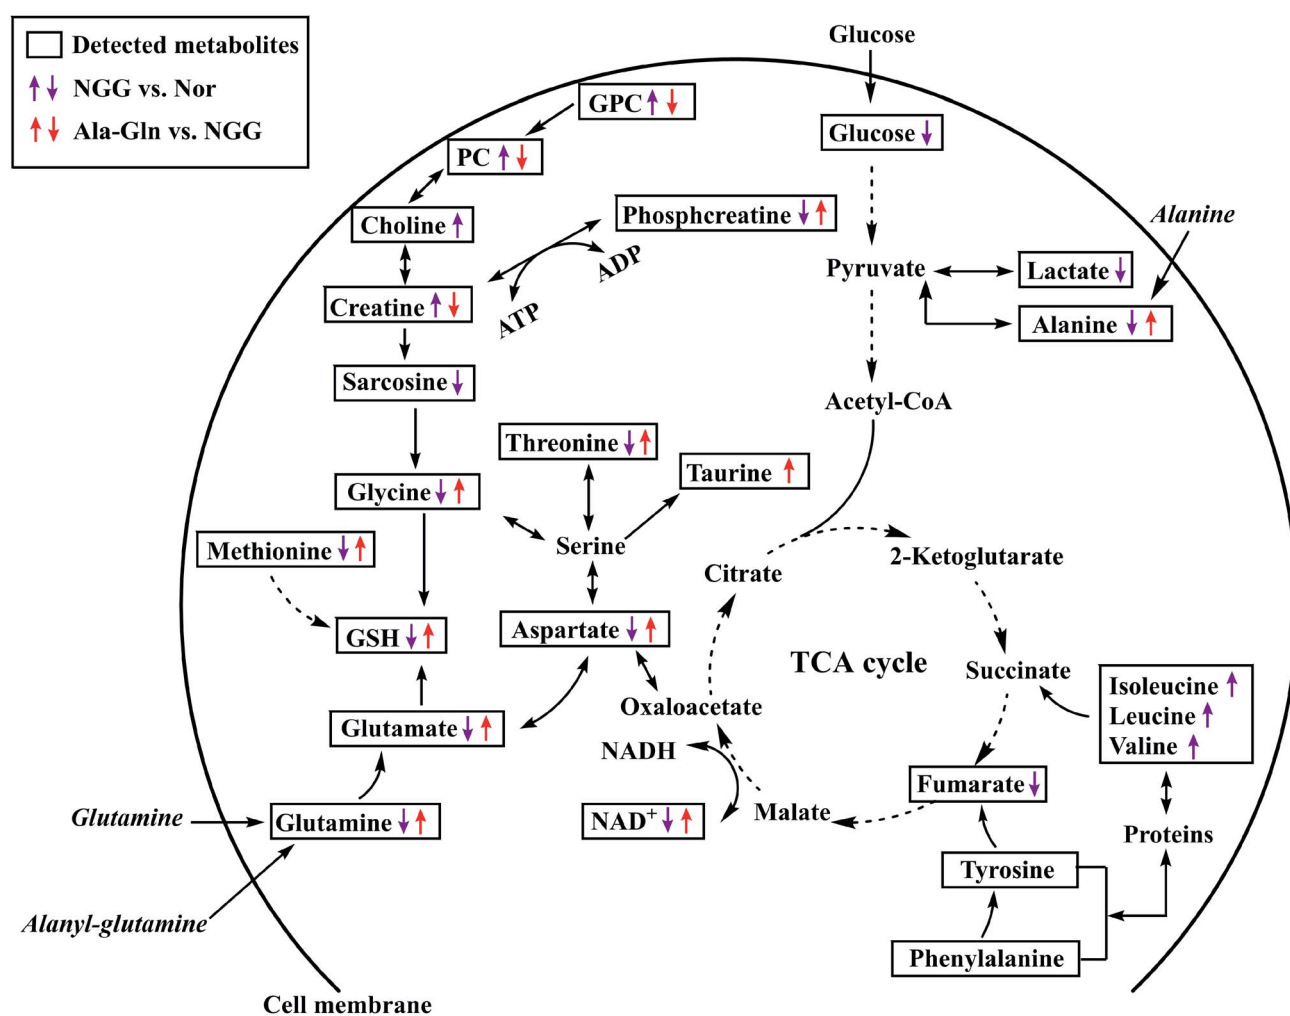 Detected metabolites
NGG vs. Nor
Ala-Gln vs. NGG
Glucose
GPC
Glucose
PC
Phosphcreatine
Alanine
Choline
ADP
Pyruvate
Lactate
Creatine
ATP
Alanine
Sarcosine
Acetyl-CoA
Threonine
Taurine
Glycine
Methionine
Serine
Citrate
2-Ketoglutarate
GSH
Aspartate
TCA cycle
Succinate
Isoleucine
Leucine
Valine
Oxaloacetate
Glutamate
NADH
Fumarate
Glutamine
Glutamine
NAD+
Malate
Proteins
Tyrosine
Alanyl-glutamine
Phenylalanine
Cell membrane